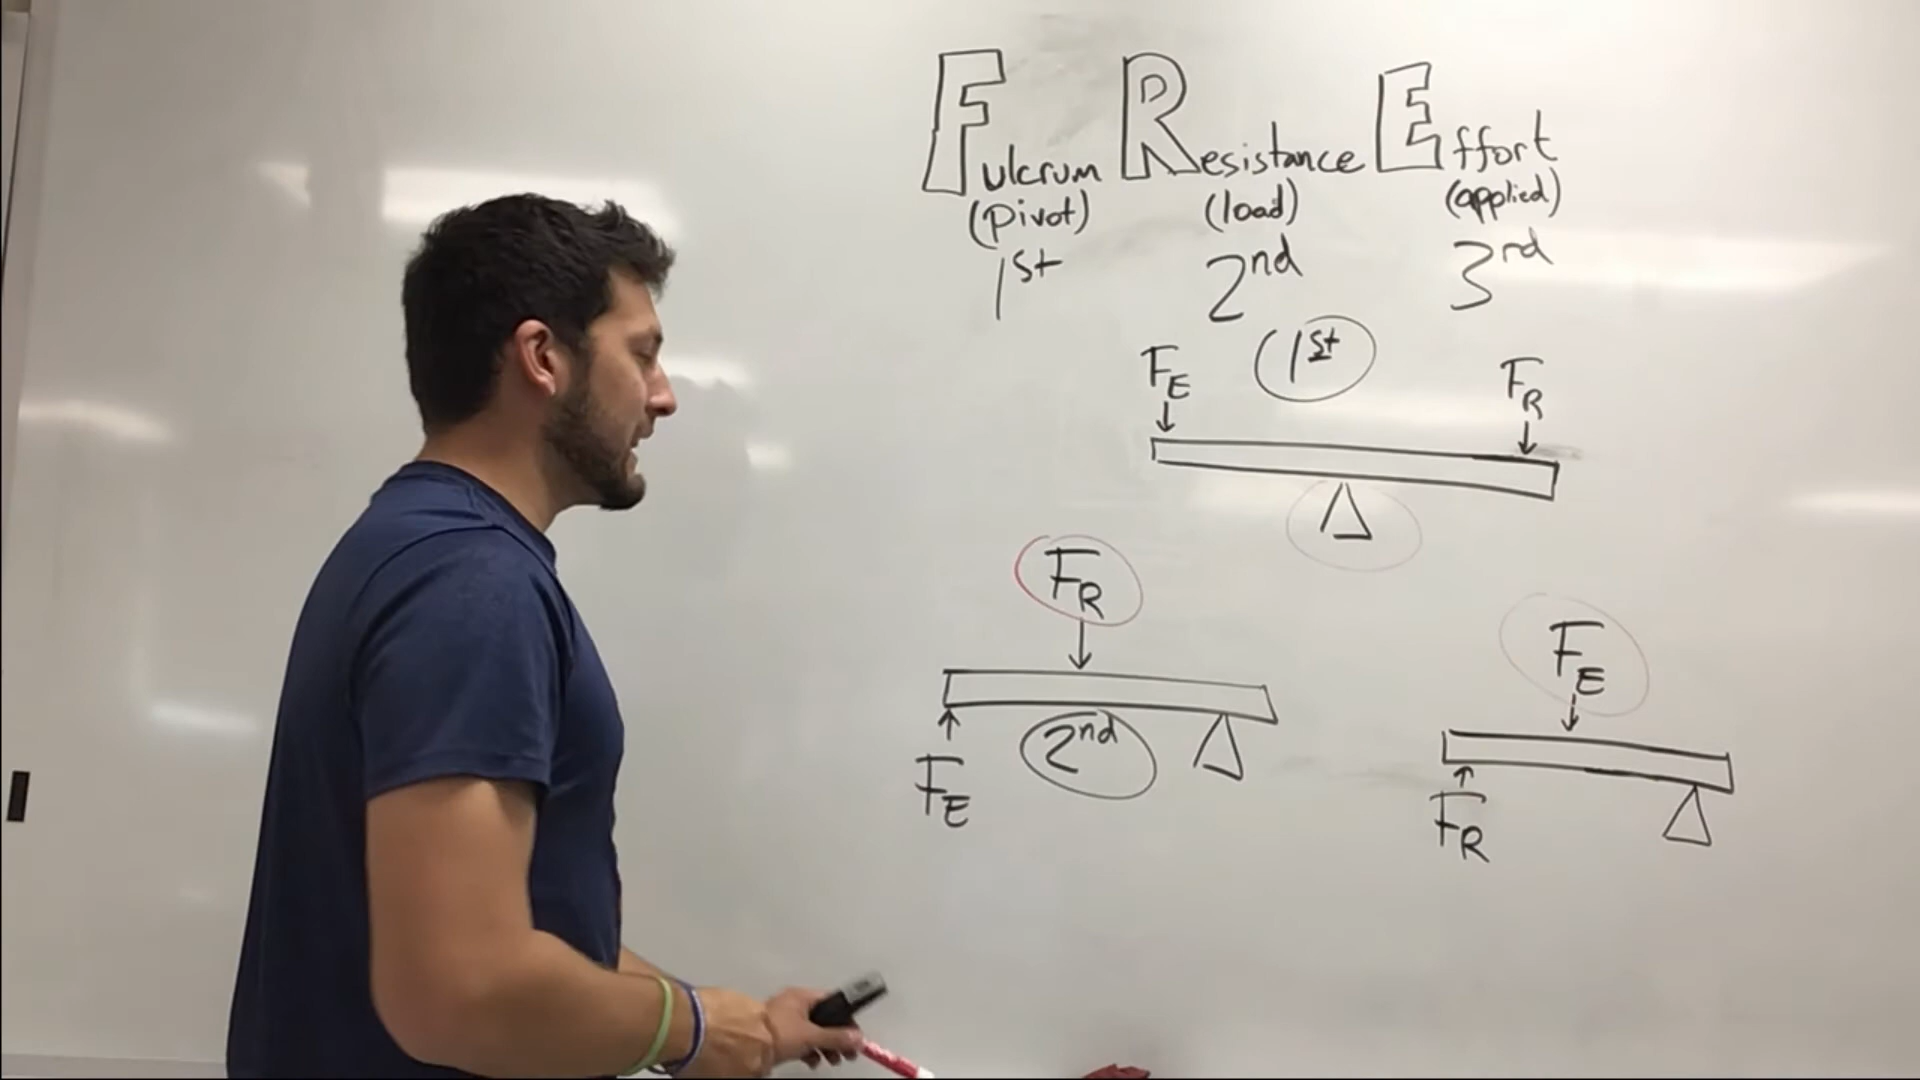 Fulcrum Resistance Effort
(pivot) (load) (applied)
1st 2nd 3rd
1st
FE FR
FR
2nd
FE
FE
FR